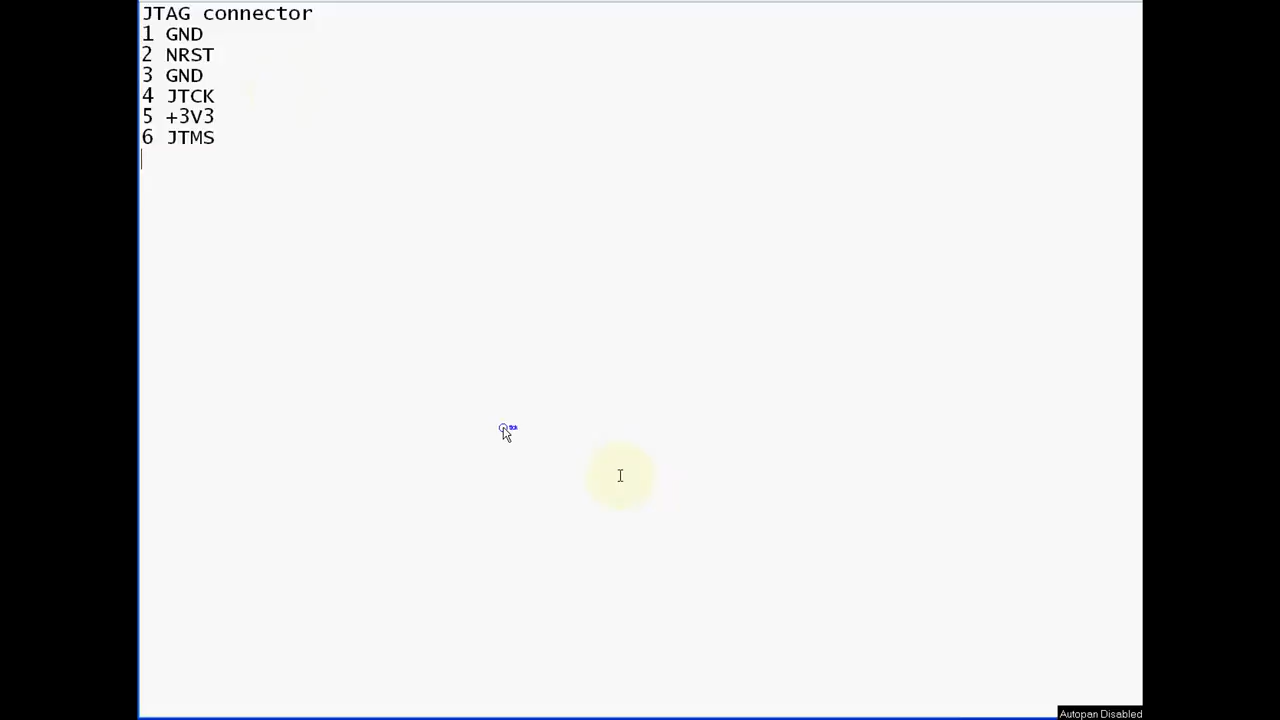 JTAG connector
1 GND
2 NRST
3 GND
4 JTCK
5 +3V3
6 JTMS
Autopan Disabled